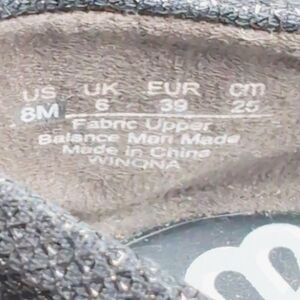 US UK EUR cm
8M 6 39 25
Fabric Upper
Balance Man Made
Made in China
WINONA